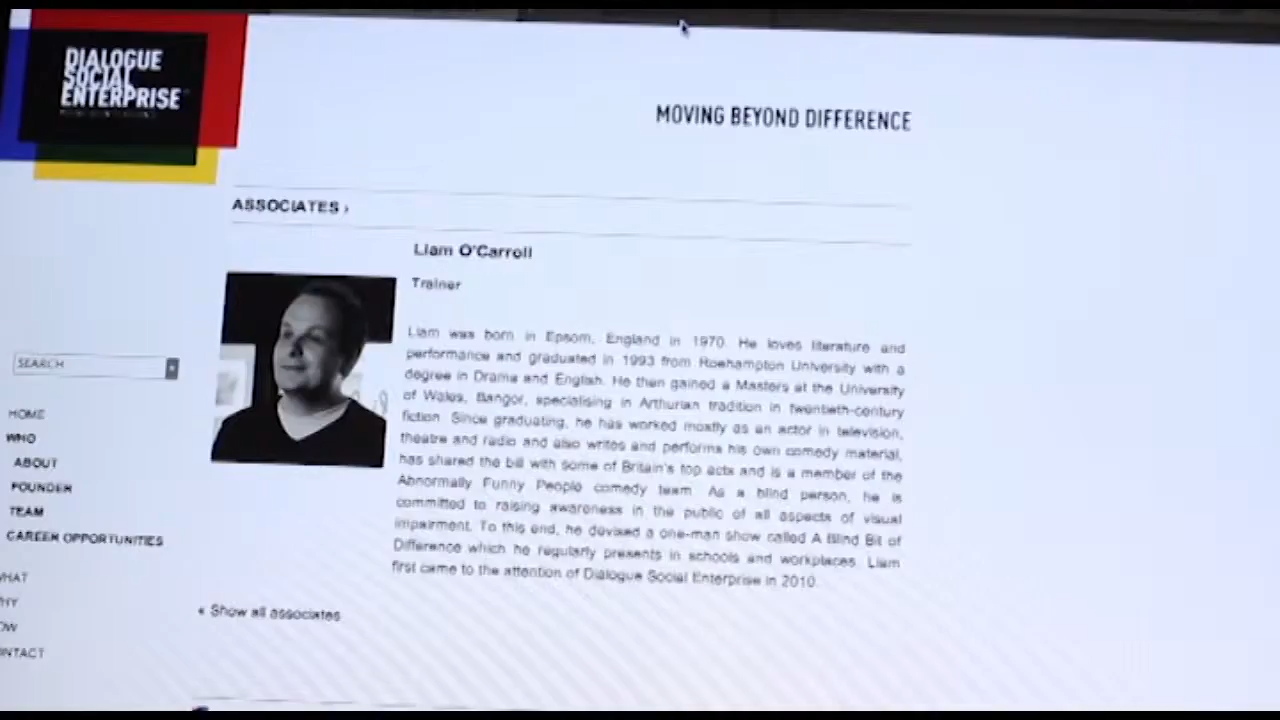 DIALOGUE
SOCIAL
ENTERPRISE
MOVING BEYOND DIFFERENCE
ASSOCIATES ›
Liam O'Carroll
Trainer
Liam was born in Epsom, England in 1970. He loves literature and
performance and graduated in 1993 from Roehampton University with a
degree in Drama and English. He then gained a Masters at the University
of Wales, Bangor, specialising in Arthurian tradition in twentieth-century
fiction. Since graduating, he has worked mostly as an actor in television,
theatre and radio and also writes and performs his own comedy material,
has shared the bill with some of Britain's top acts and is a member of the
Abnormally Funny People comedy team. As a blind person, he is
committed to raising awareness in the public of all aspects of visual
impairment. To this end, he devised a one-man show called A Blind Bit of
Difference which he regularly presents in schools and workplaces. Liam
first came to the attention of Dialogue Social Enterprise in 2010.
« Show all associates
SEARCH
HOME
WHO
ABOUT
FOUNDER
TEAM
CAREER OPPORTUNITIES
HAT
HY
OW
ONTACT